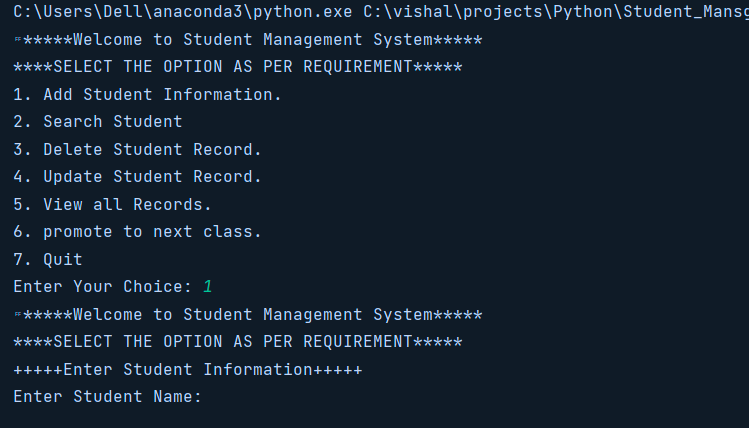 C:\Users\Dell\anaconda3\python.exe C:\vishal\projects\Python\Student_Mansg
␌*****Welcome to Student Management System*****
****SELECT THE OPTION AS PER REQUIREMENT*****
1. Add Student Information.
2. Search Student
3. Delete Student Record.
4. Update Student Record.
5. View all Records.
6. promote to next class.
7. Quit
Enter Your Choice: 1
␌*****Welcome to Student Management System*****
****SELECT THE OPTION AS PER REQUIREMENT*****
+++++Enter Student Information+++++
Enter Student Name: